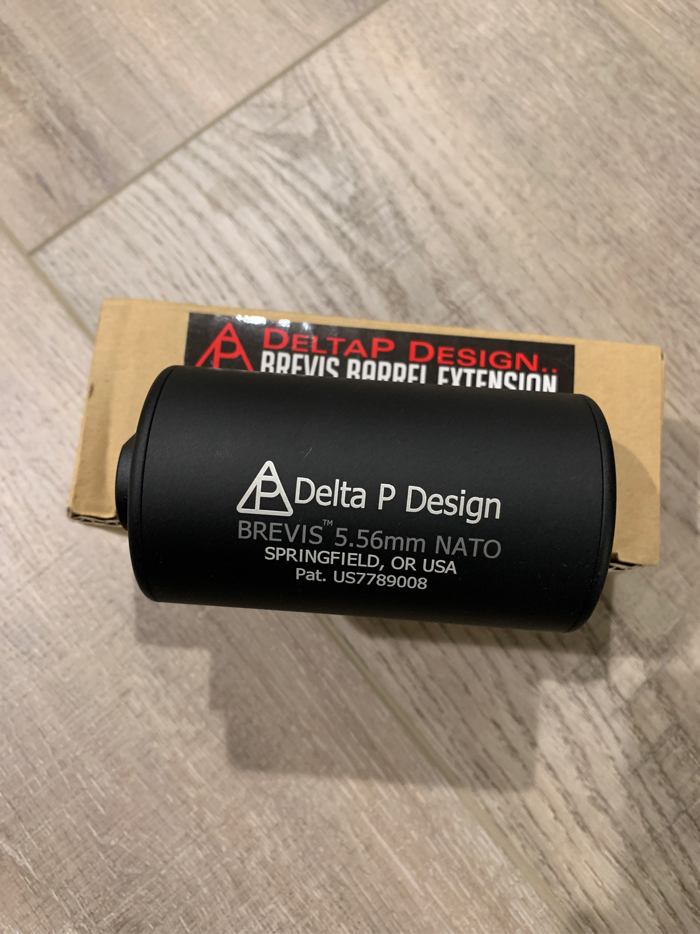 DELTAP DESIGN..
BREVIS BARREL EXTENSION
Delta P Design
BREVIS™ 5.56mm NATO
SPRINGFIELD, OR USA
Pat. US7789008